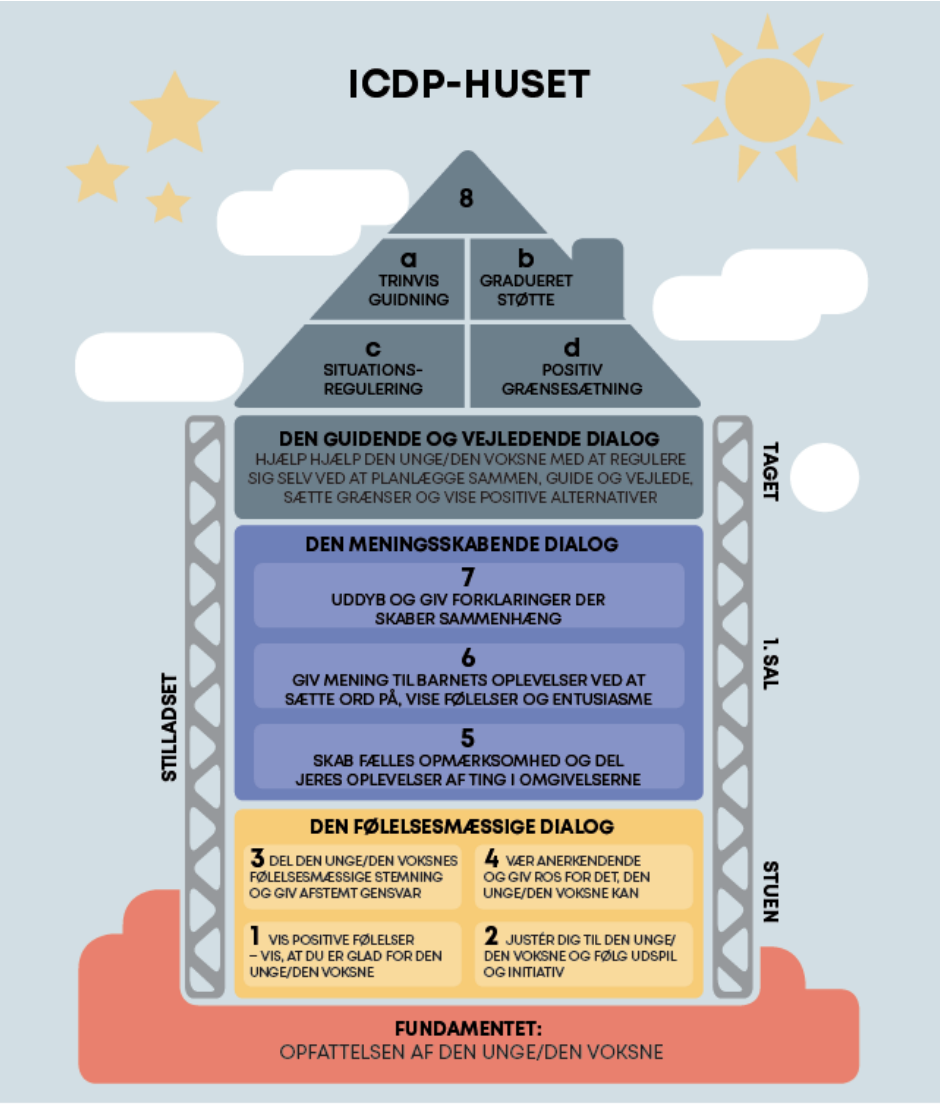 ICDP-HUSET
8
a
TRINVIS
GUIDNING
b
GRADUERET
STØTTE
c
SITUATIONS-
REGULERING
d
POSITIV
GRÆNSESÆTNING
DEN GUIDENDE OG VEJLEDENDE DIALOG
HJÆLP HJÆLP DEN UNGE/DEN VOKSNE MED AT REGULERE
SIG SELV VED AT PLANLÆGGE SAMMEN, GUIDE OG VEJLEDE,
SÆTTE GRÆNSER OG VISE POSITIVE ALTERNATIVER
TAGET
DEN MENINGSSKABENDE DIALOG
7
UDDYB OG GIV FORKLARINGER DER
SKABER SAMMENHÆNG
6
GIV MENING TIL BARNETS OPLEVELSER VED AT
SÆTTE ORD PÅ, VISE FØLELSER OG ENTUSIASME
5
SKAB FÆLLES OPMÆRKSOMHED OG DEL
JERES OPLEVELSER AF TING I OMGIVELSERNE
1. SAL
STILLADSET
DEN FØLELSESMÆSSIGE DIALOG
3 DEL DEN UNGE/DEN VOKSNES
FØLELSESMÆSSIGE STEMNING
OG GIV AFSTEMT GENSVAR
4 VÆR ANERKENDENDE
OG GIV ROS FOR DET, DEN
UNGE/DEN VOKSNE KAN
1 VIS POSITIVE FØLELSER
– VIS, AT DU ER GLAD FOR DEN
UNGE/DEN VOKSNE
2 JUSTÉR DIG TIL DEN UNGE/
DEN VOKSNE OG FØLG UDSPIL
OG INITIATIV
STUEN
FUNDAMENTET:
OPFATTELSEN AF DEN UNGE/DEN VOKSNE